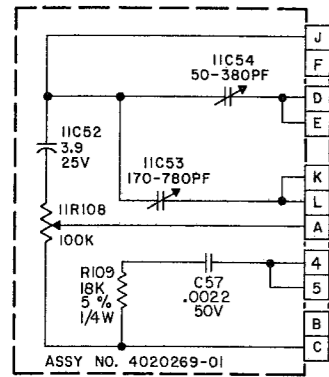 J
11C54
50-380PF
F
D
E
11C52
3.9
25V
11C53
170-780PF
K
L
11R108
100K
A
R109
18K
5 %
1/4W
C57
.0022
50V
4
5
B
C
ASSY NO. 4020269-01